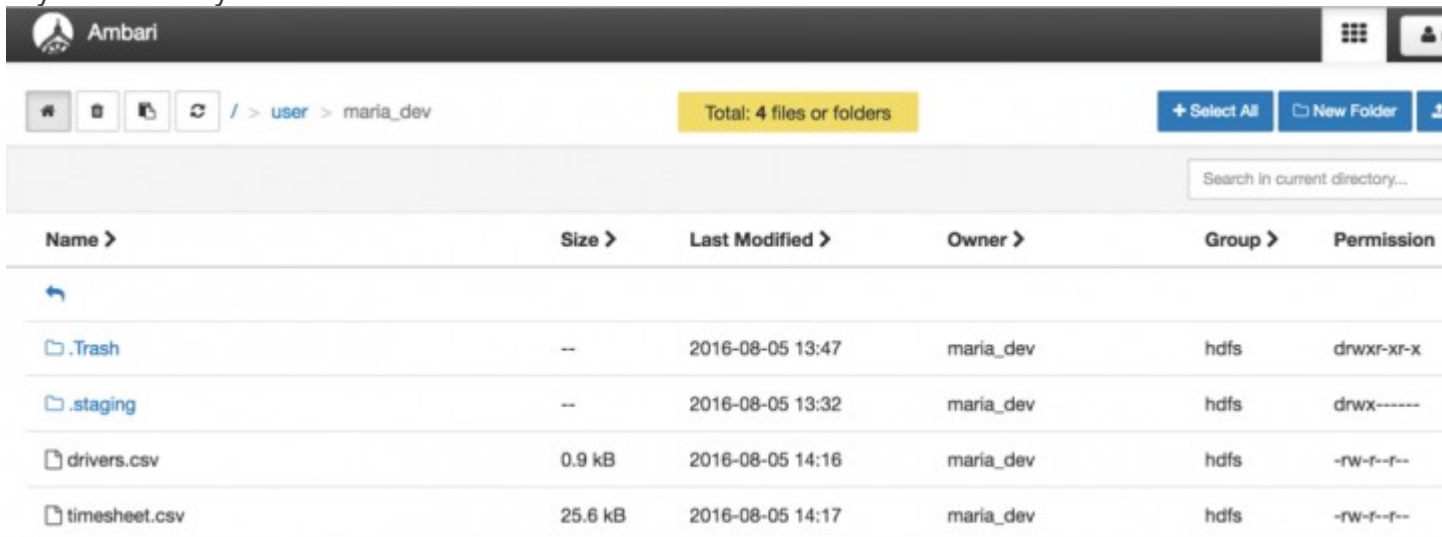 Ambari
/ > user > maria_dev Total: 4 files or folders + Select All New Folder
Search in current directory...
Name > Size > Last Modified > Owner > Group > Permission
.Trash -- 2016-08-05 13:47 maria_dev hdfs drwxr-xr-x
.staging -- 2016-08-05 13:32 maria_dev hdfs drwx------
drivers.csv 0.9 kB 2016-08-05 14:16 maria_dev hdfs -rw-r--r--
timesheet.csv 25.6 kB 2016-08-05 14:17 maria_dev hdfs -rw-r--r--